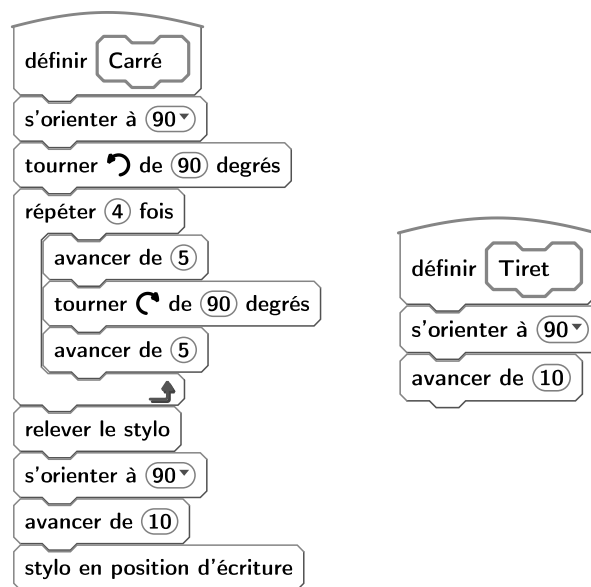 définir Carré
s'orienter à 90
tourner de 90 degrés
répéter 4 fois
avancer de 5
tourner de 90 degrés
avancer de 5
relever le stylo
s'orienter à 90
avancer de 10
stylo en position d'écriture
définir Tiret
s'orienter à 90
avancer de 10